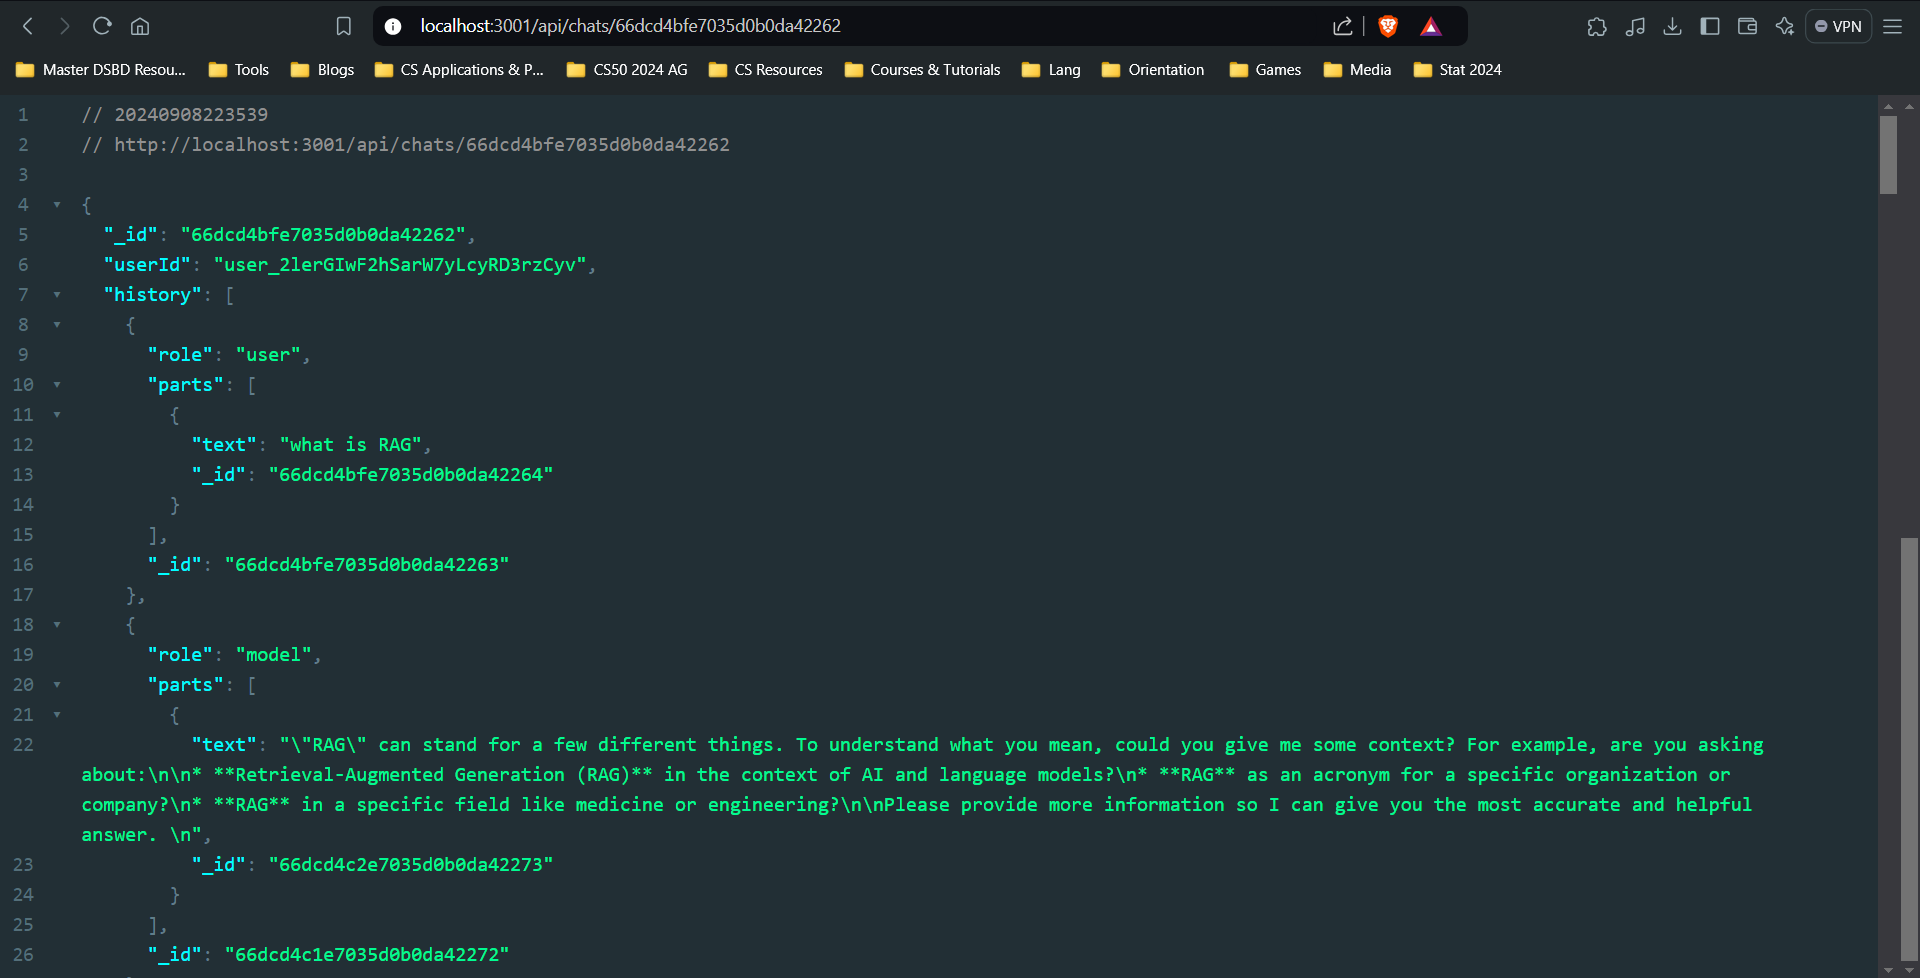 localhost:3001/api/chats/66dcd4bfe7035d0b0da42262
VPN
Master DSBD Resou... Tools Blogs CS Applications & P... CS50 2024 AG CS Resources Courses & Tutorials Lang Orientation Games Media Stat 2024
1 // 20240908223539
2 // http://localhost:3001/api/chats/66dcd4bfe7035d0b0da42262
3
4 {
5 "_id": "66dcd4bfe7035d0b0da42262",
6 "userId": "user_2lerGIwF2hSarW7yLcyRD3rzCyv",
7 "history": [
8 {
9 "role": "user",
10 "parts": [
11 {
12 "text": "what is RAG",
13 "_id": "66dcd4bfe7035d0b0da42264"
14 }
15 ],
16 "_id": "66dcd4bfe7035d0b0da42263"
17 },
18 {
19 "role": "model",
20 "parts": [
21 {
22 "text": "\"RAG\" can stand for a few different things. To understand what you mean, could you give me some context? For example, are you asking
about:\n\n* **Retrieval-Augmented Generation (RAG)** in the context of AI and language models?\n* **RAG** as an acronym for a specific organization or
company?\n* **RAG** in a specific field like medicine or engineering?\n\nPlease provide more information so I can give you the most accurate and helpful
answer. \n",
23 "_id": "66dcd4c2e7035d0b0da42273"
24 }
25 ],
26 "_id": "66dcd4c1e7035d0b0da42272"